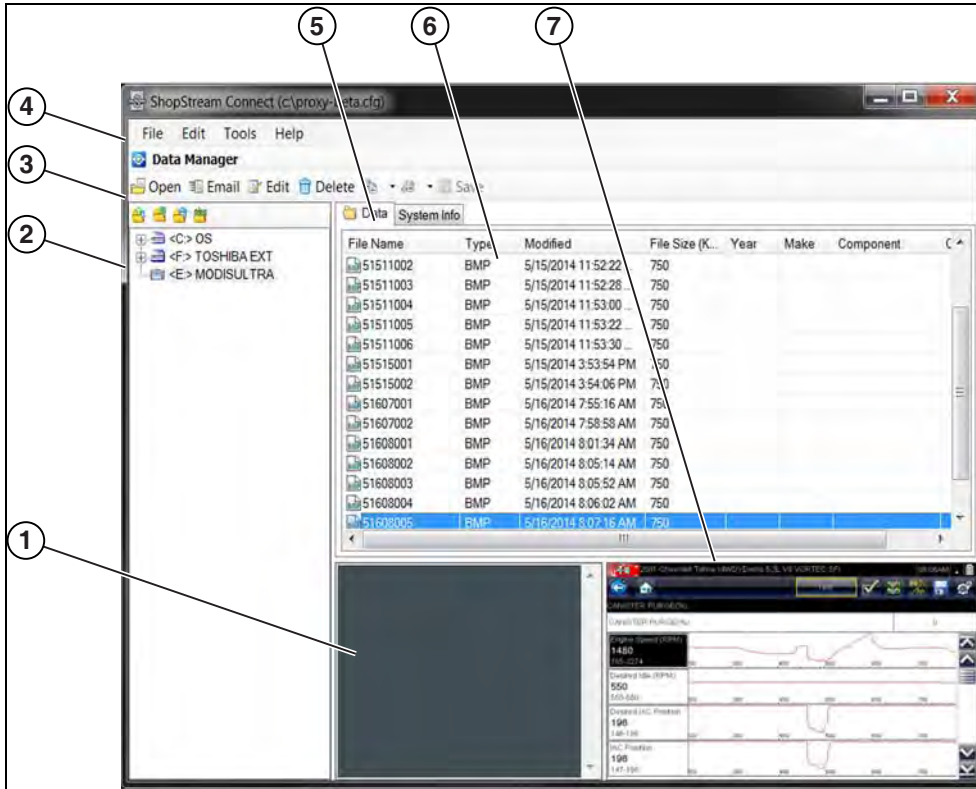 5 6 7
4
3
2
1
ShopStream Connect (c:\proxy-beta.cfg)
File Edit Tools Help
Data Manager
Open Email Edit Delete Save
Data System Info
<C:> OS
<F:> TOSHIBA EXT
<E:> MODISULTRA
File Name Type Modified File Size (K... Year Make Component
51511002 BMP 5/15/2014 11:52:22 ... 750
51511003 BMP 5/15/2014 11:52:28 ... 750
51511004 BMP 5/15/2014 11:53:00 ... 750
51511005 BMP 5/15/2014 11:53:22 ... 750
51511006 BMP 5/15/2014 11:53:30 ... 750
51515001 BMP 5/15/2014 3:53:54 PM 750
51515002 BMP 5/15/2014 3:54:06 PM 750
51607001 BMP 5/16/2014 7:55:16 AM 750
51607002 BMP 5/16/2014 7:58:58 AM 750
51608001 BMP 5/16/2014 8:01:34 AM 750
51608002 BMP 5/16/2014 8:05:14 AM 750
51608003 BMP 5/16/2014 8:05:52 AM 750
51608004 BMP 5/16/2014 8:06:02 AM 750
51608005 BMP 5/16/2014 8:07:16 AM 750
CANISTER PURGE(%)
CANISTER PURGE(%) 0
Engine Speed (RPM)
1480
Desired Idle (RPM)
550
Desired IAC Position
196
IAC Position
196